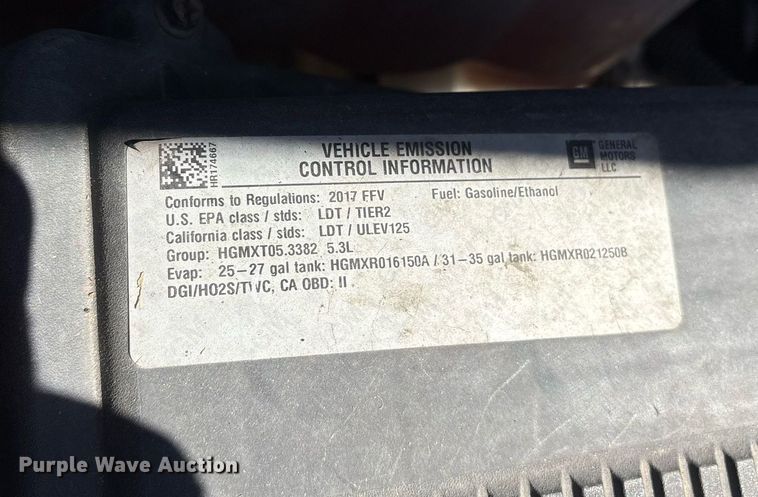 HR174667
VEHICLE EMISSION
CONTROL INFORMATION
GM
GENERAL
MOTORS
LLC
Conforms to Regulations: 2017 FFV Fuel: Gasoline/Ethanol
U.S. EPA class / stds: LDT / TIER2
California class / stds: LDT / ULEV125
Group: HGMXT05.3382 5.3L
Evap: 25-27 gal tank: HGMXR016150A / 31-35 gal tank: HGMXR021250B
DGI/HO2S/TWC, CA OBD: II
Purple Wave Auction